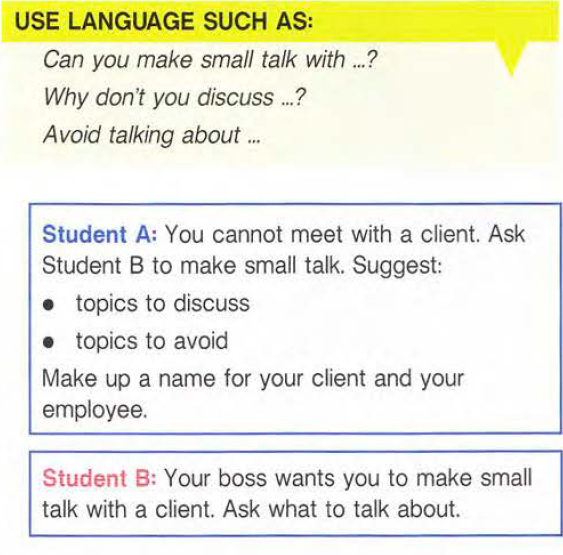 USE LANGUAGE SUCH AS:
Can you make small talk with ...?
Why don't you discuss ...?
Avoid talking about ...
Student A: You cannot meet with a client. Ask
Student B to make small talk. Suggest:
● topics to discuss
● topics to avoid
Make up a name for your client and your
employee.
Student B: Your boss wants you to make small
talk with a client. Ask what to talk about.